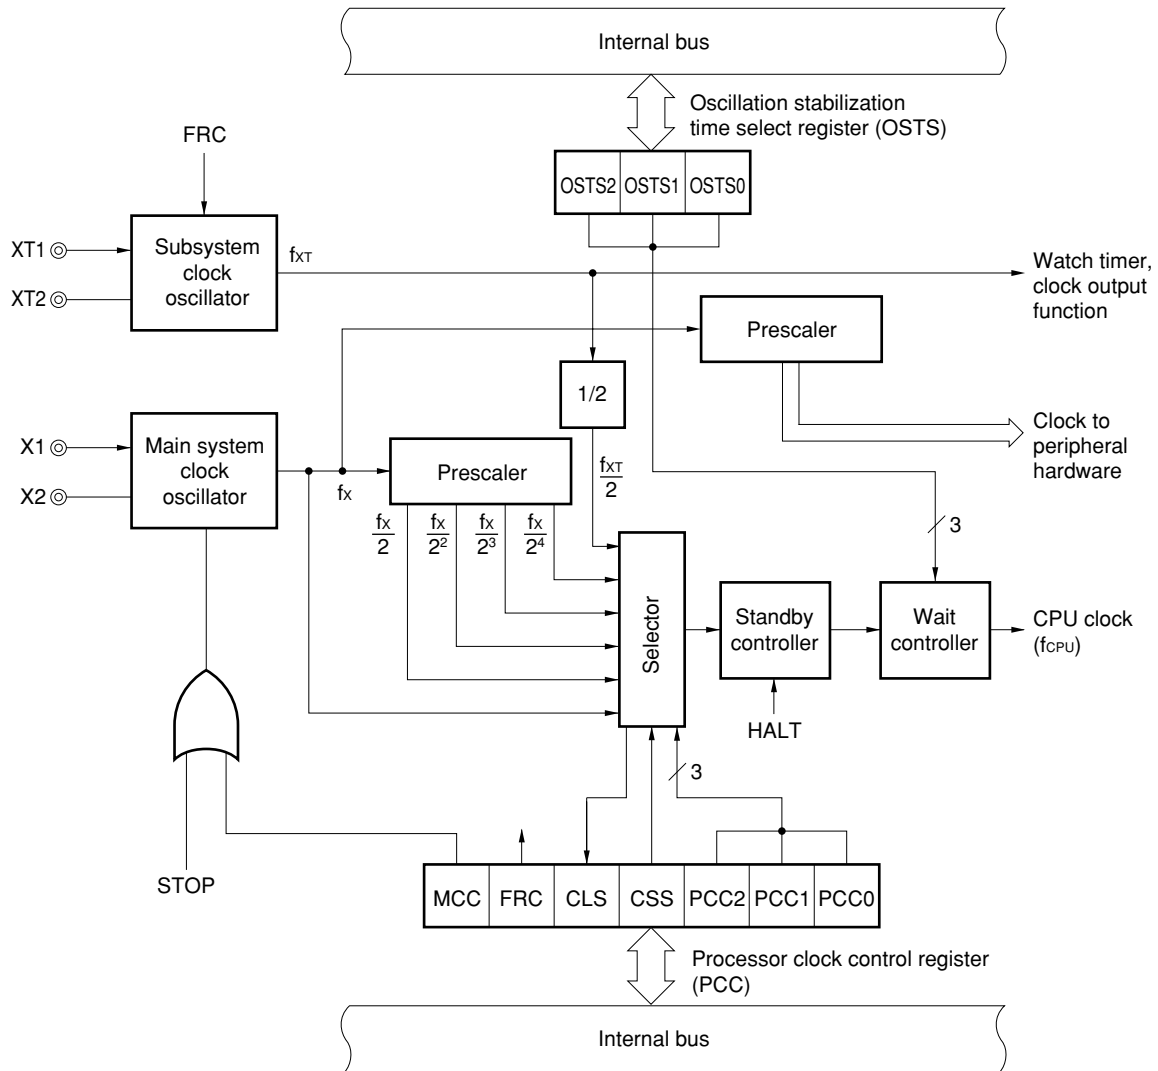 Internal bus
Oscillation stabilization
time select register (OSTS)
FRC
OSTS2 OSTS1 OSTS0
XT1
XT2
Subsystem
clock
oscillator
fXT
Watch timer,
clock output
function
Prescaler
1/2
X1
X2
Main system
clock
oscillator
fX
Prescaler
fXT/2
Clock to
peripheral
hardware
fX/2 fX/2² fX/2³ fX/2⁴
3
Selector
Standby
controller
Wait
controller
CPU clock
(fCPU)
HALT
3
STOP
MCC FRC CLS CSS PCC2 PCC1 PCC0
Processor clock control register
(PCC)
Internal bus